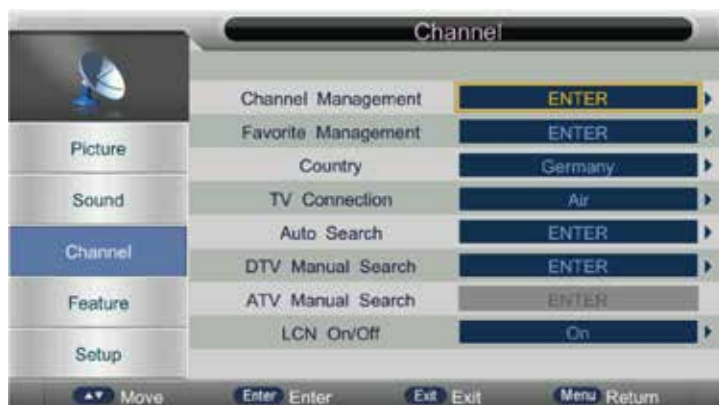 Channel
Channel Management ENTER
Favorite Management ENTER
Picture
Country Germany
Sound
TV Connection Air
Auto Search ENTER
Channel
DTV Manual Search ENTER
Feature
ATV Manual Search ENTER
LCN On/Off On
Setup
Move Enter Enter Exit Exit Menu Return